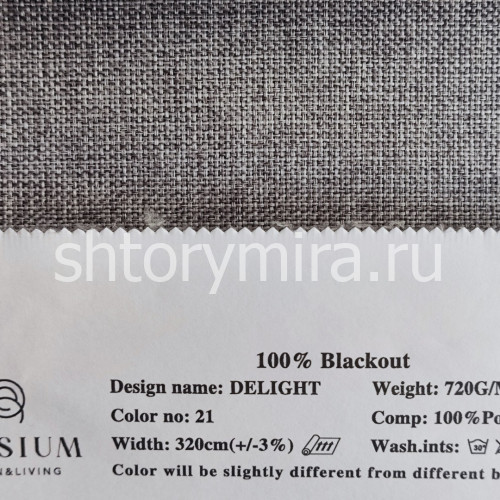 shtorymira.ru
100% Blackout
Design name: DELIGHT Weight: 720G/M
Color no: 21 Comp: 100%Po
Width: 320cm(+/-3%) Wash.ints: 30°
SIUM
N&LIVING
Color will be slightly different from different b